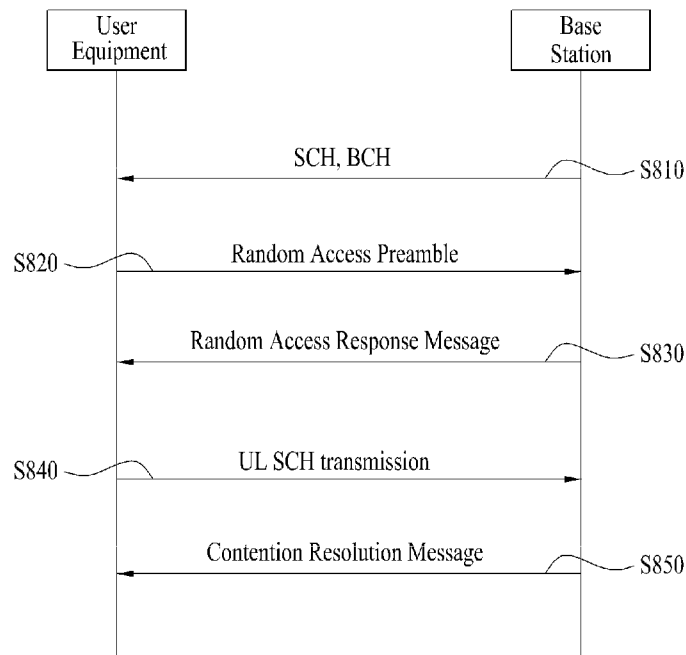 User
Equipment
Base
Station
SCH, BCH
S810
Random Access Preamble
S820
Random Access Response Message
S830
UL SCH transmission
S840
Contention Resolution Message
S850